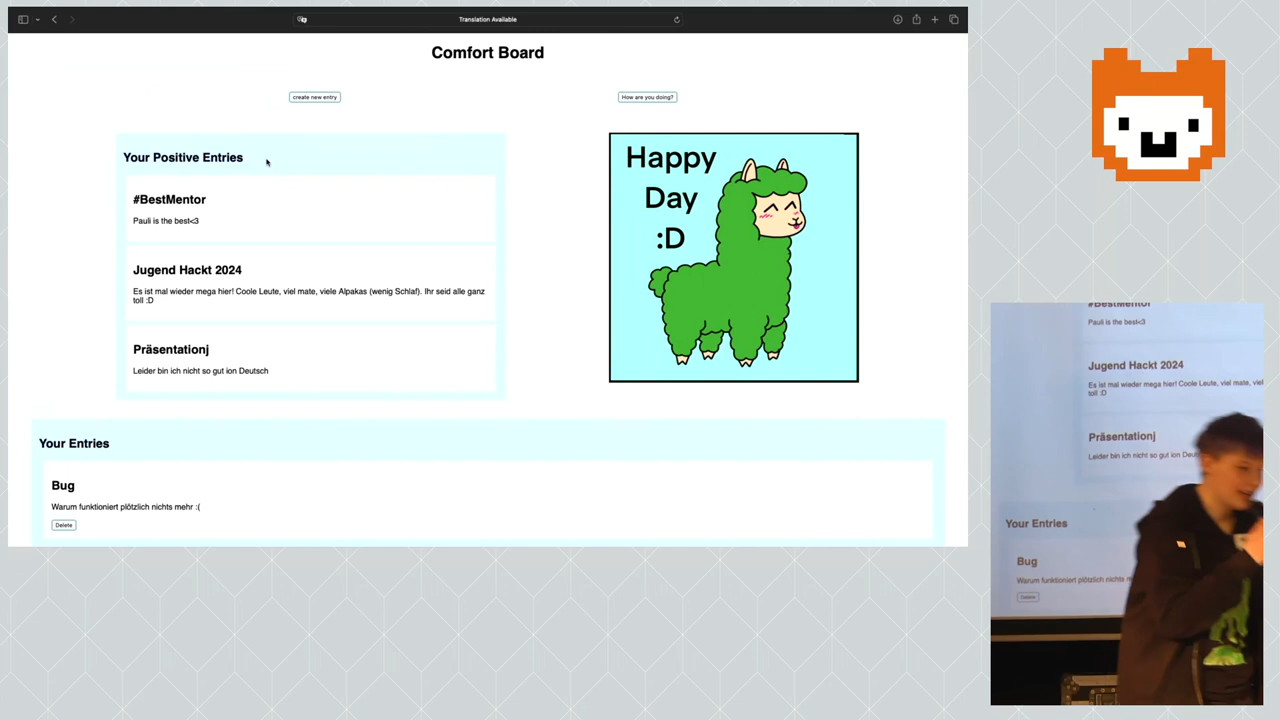 Translation Available
Comfort Board
create new entry
How are you doing?
Your Positive Entries
#BestMentor
Pauli is the best<3
Jugend Hackt 2024
Es ist mal wieder mega hier! Coole Leute, viel mate, viele Alpakas (wenig Schlaf). Ihr seid alle ganz
toll :D
Präsentationj
Leider bin ich nicht so gut ion Deutsch
Happy
Day
:D
Your Entries
Bug
Warum funktioniert plötzlich nichts mehr :(
Delete
#BestMentor
Pauli is the best<3
Jugend Hackt 2024
Es ist mal wieder mega hier! Coole Leute, viel mate, viel
toll :D
Präsentationj
Leider bin ich nicht so gut ion Deuts
Your Entries
Bug
Warum funktioniert plötzlich nichts m
Delete